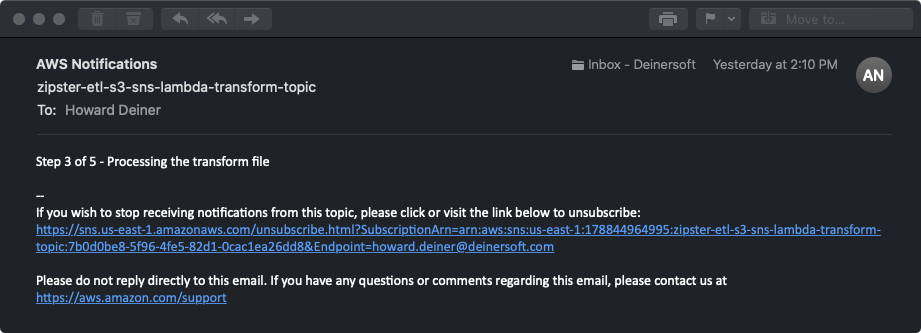 Move to...
AWS Notifications
Inbox - Deinersoft
Yesterday at 2:10 PM
AN
zipster-etl-s3-sns-lambda-transform-topic
To: Howard Deiner
Step 3 of 5 - Processing the transform file
--
If you wish to stop receiving notifications from this topic, please click or visit the link below to unsubscribe:
https://sns.us-east-1.amazonaws.com/unsubscribe.html?SubscriptionArn=arn:aws:sns:us-east-1:178844964995:zipster-etl-s3-sns-lambda-transform-
topic:7b0d0be8-5f96-4fe5-82d1-0cac1ea26dd8&Endpoint=howard.deiner@deinersoft.com
Please do not reply directly to this email. If you have any questions or comments regarding this email, please contact us at
https://aws.amazon.com/support